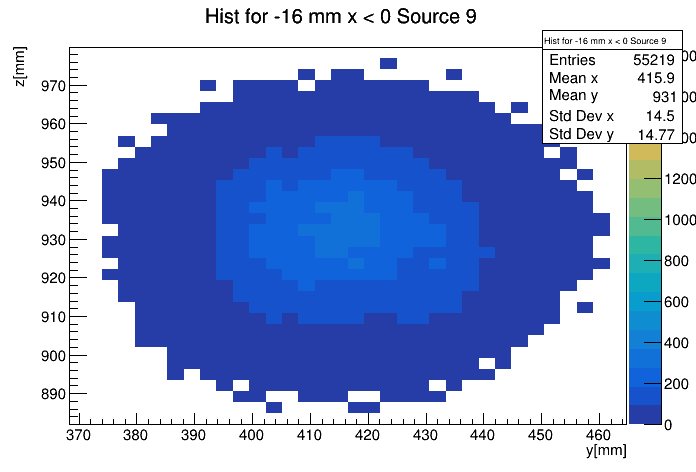 Hist for -16 mm x < 0 Source 9
z[mm]
Hist for -16 mm x < 0 Source 9
Entries 55219
Mean x 415.9
Mean y 931
Std Dev x 14.5
Std Dev y 14.77
970
960
950
940
930
920
910
900
890
1200
1000
800
600
400
200
0
370 380 390 400 410 420 430 440 450 460
y[mm]